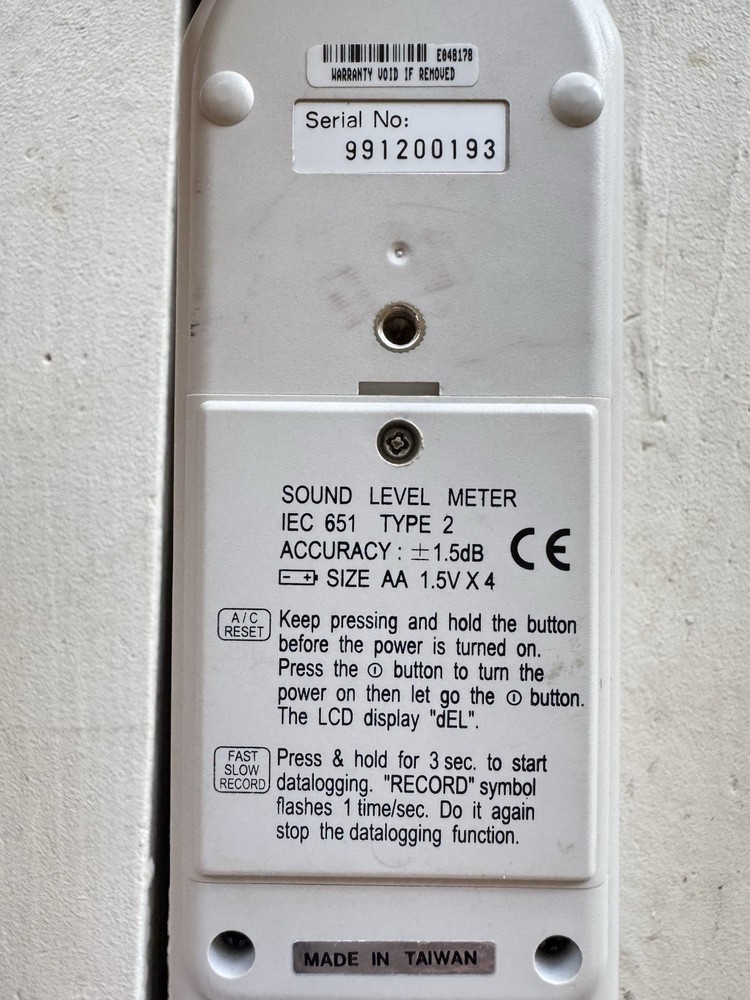 E048178
WARRANTY VOID IF REMOVED
Serial No:
991200193
SOUND LEVEL METER
IEC 651 TYPE 2
ACCURACY : ±1.5dB
CE
- + SIZE AA 1.5V X 4
A/C
RESET
Keep pressing and hold the button
before the power is turned on.
Press the ⏼ button to turn the
power on then let go the ⏼ button.
The LCD display "dEL".
FAST
SLOW
RECORD
Press & hold for 3 sec. to start
datalogging. "RECORD" symbol
flashes 1 time/sec. Do it again
stop the datalogging function.
MADE IN TAIWAN